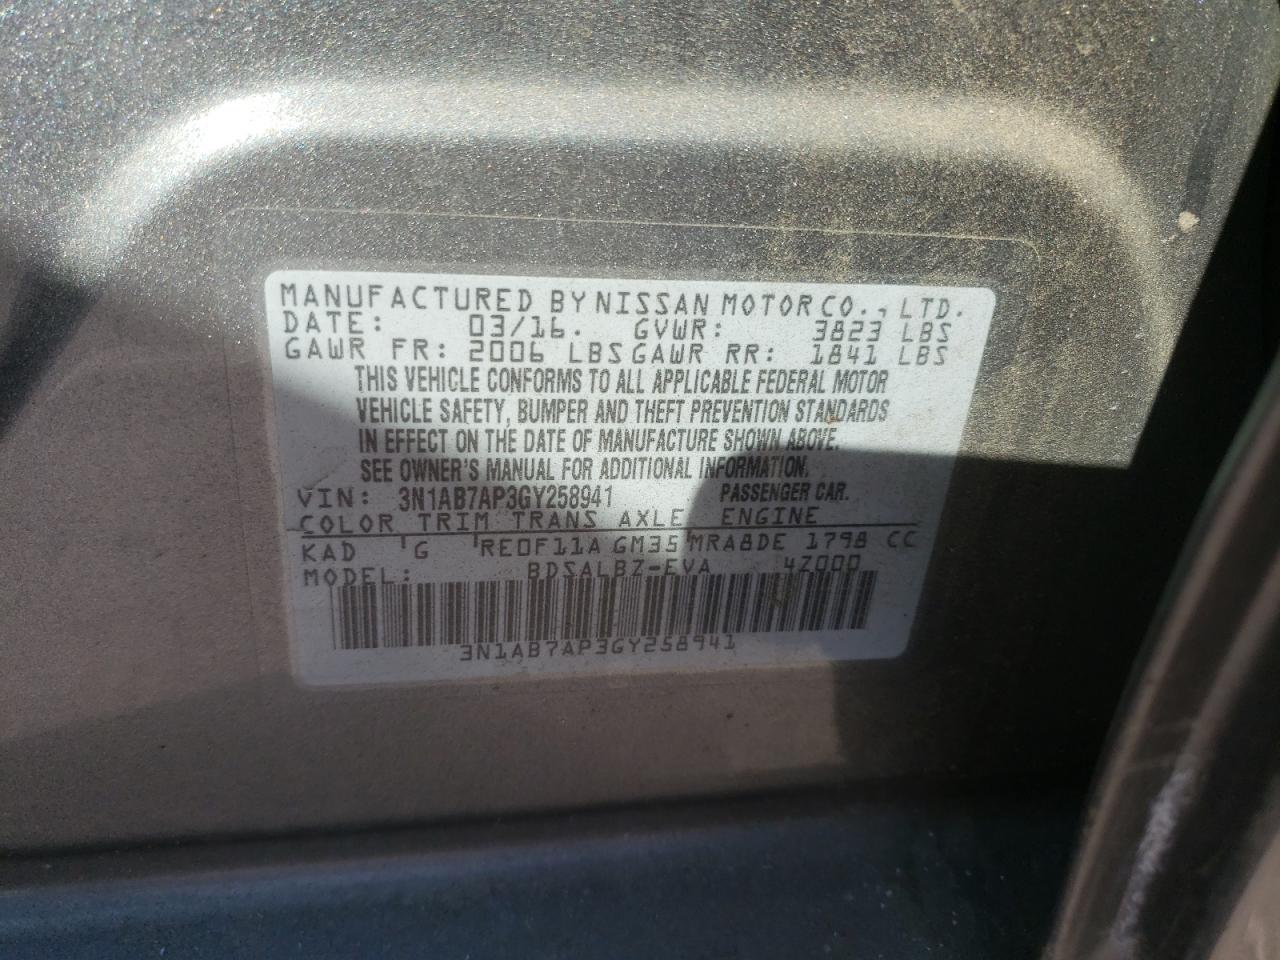 MANUFACTURED BY NISSAN MOTOR CO., LTD.
DATE: 03/16. GVWR: 3823 LBS
GAWR FR: 2006 LBS GAWR RR: 1841 LBS
THIS VEHICLE CONFORMS TO ALL APPLICABLE FEDERAL MOTOR
VEHICLE SAFETY, BUMPER AND THEFT PREVENTION STANDARDS
IN EFFECT ON THE DATE OF MANUFACTURE SHOWN ABOVE.
SEE OWNER'S MANUAL FOR ADDITIONAL INFORMATION.
VIN: 3N1AB7AP3GY258941 PASSENGER CAR.
COLOR TRIM TRANS AXLE ENGINE
KAD 'G 'RE0F11A GM35'MRA8DE 1798 CC
MODEL: BDSALBZ-EVA 4Z000
3N1AB7AP3GY258941